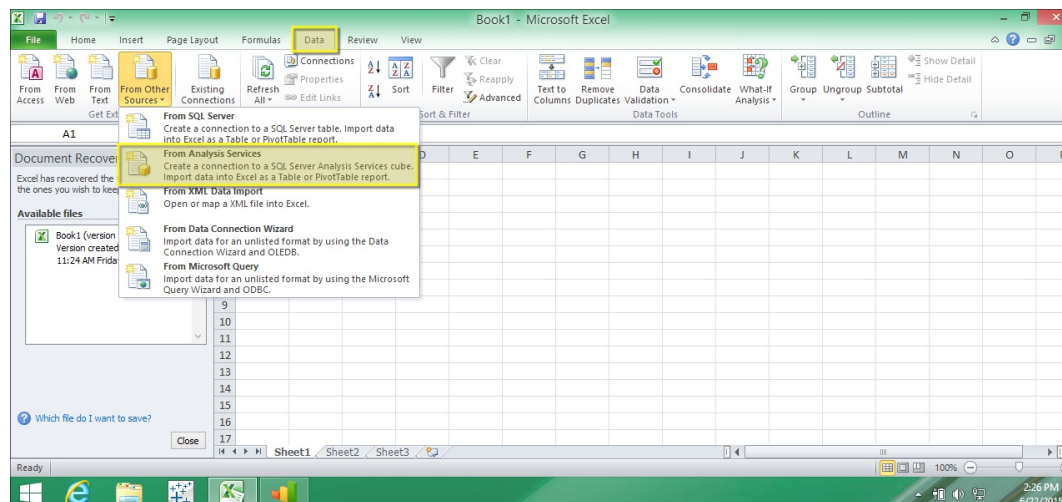 Book1 - Microsoft Excel
File Home Insert Page Layout Formulas Data Review View
From Access
From Web
From Text
From Other Sources
Existing Connections
Refresh All
Connections
Properties
Edit Links
Sort
Filter
Clear
Reapply
Advanced
Text to Columns
Remove Duplicates
Data Validation
Consolidate
What-If Analysis
Group
Ungroup
Subtotal
Show Detail
Hide Detail
Get Ext
Sort & Filter
Data Tools
Outline
A1
From SQL Server
Create a connection to a SQL Server table. Import data
into Excel as a Table or PivotTable report.
From Analysis Services
Create a connection to a SQL Server Analysis Services cube.
Import data into Excel as a Table or PivotTable report.
From XML Data Import
Open or map a XML file into Excel.
From Data Connection Wizard
Import data for an unlisted format by using the Data
Connection Wizard and OLEDB.
From Microsoft Query
Import data for an unlisted format by using the Microsoft
Query Wizard and ODBC.
Document Recove
Excel has recovered the
the ones you wish to kee
Available files
Book1 (version
Version created
11:24 AM Frida
D E F G H I J K L M N O
9
10
11
12
13
14
15
16
17
Which file do I want to save?
Close
Sheet1 Sheet2 Sheet3
Ready
100%
2:26 PM